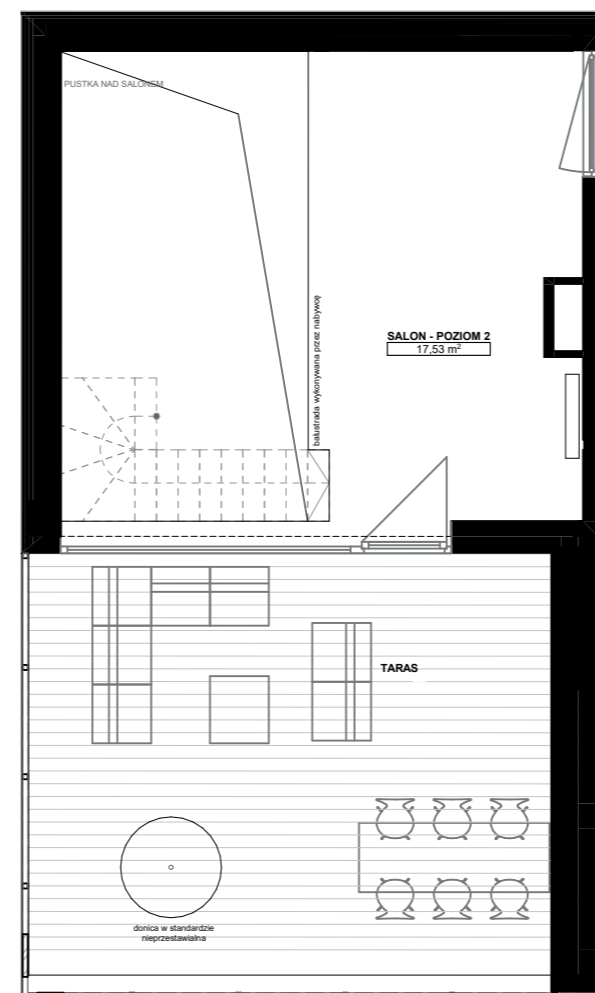 PUSTKA NAD SALONEM
balustrada wykonywana przez nabywcę
SALON - POZIOM 2
17,53 m²
TARAS
donica w standardzie
nieprzestawialna